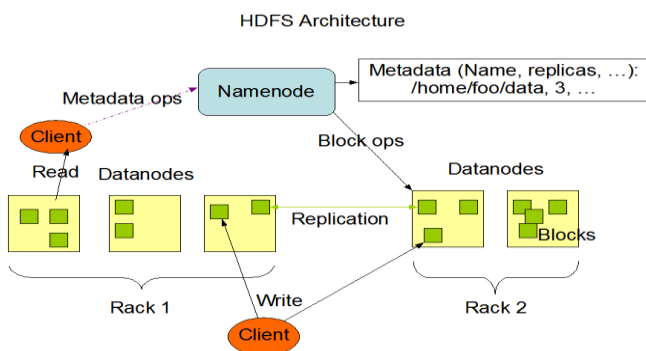 HDFS Architecture
Metadata (Name, replicas, …):
/home/foo/data, 3, …
Namenode
Metadata ops
Client
Block ops
Read
Datanodes
Datanodes
Replication
Blocks
Rack 1
Write
Rack 2
Client